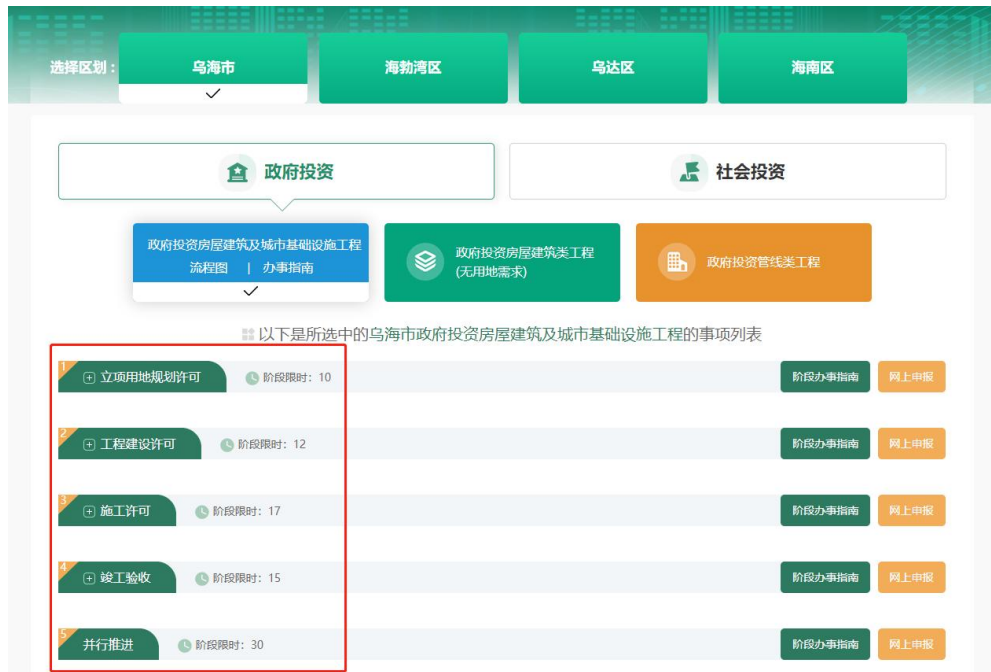 选择区划： 乌海市 海勃湾区 乌达区 海南区
政府投资 社会投资
政府投资房屋建筑及城市基础设施工程
流程图 | 办事指南
政府投资房屋建筑类工程
(无用地需求)
政府投资管线类工程
以下是所选中的乌海市政府投资房屋建筑及城市基础设施工程的事项列表
1 立项用地规划许可 阶段限时：10 阶段办事指南 网上申报
2 工程建设许可 阶段限时：12 阶段办事指南 网上申报
3 施工许可 阶段限时：17 阶段办事指南 网上申报
4 竣工验收 阶段限时：15 阶段办事指南 网上申报
5 并行推进 阶段限时：30 阶段办事指南 网上申报